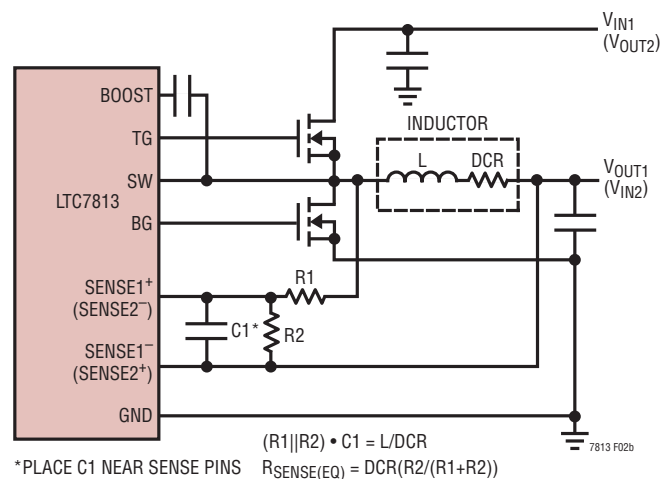 V_IN1
(V_OUT2)
BOOST
INDUCTOR
TG
L
DCR
SW
V_OUT1
(V_IN2)
LTC7813
BG
R1
SENSE1⁺
(SENSE2⁻)
C1*
R2
SENSE1⁻
(SENSE2⁺)
GND
7813 F02b
(R1||R2) • C1 = L/DCR
*PLACE C1 NEAR SENSE PINS
R_SENSE(EQ) = DCR(R2/(R1+R2))